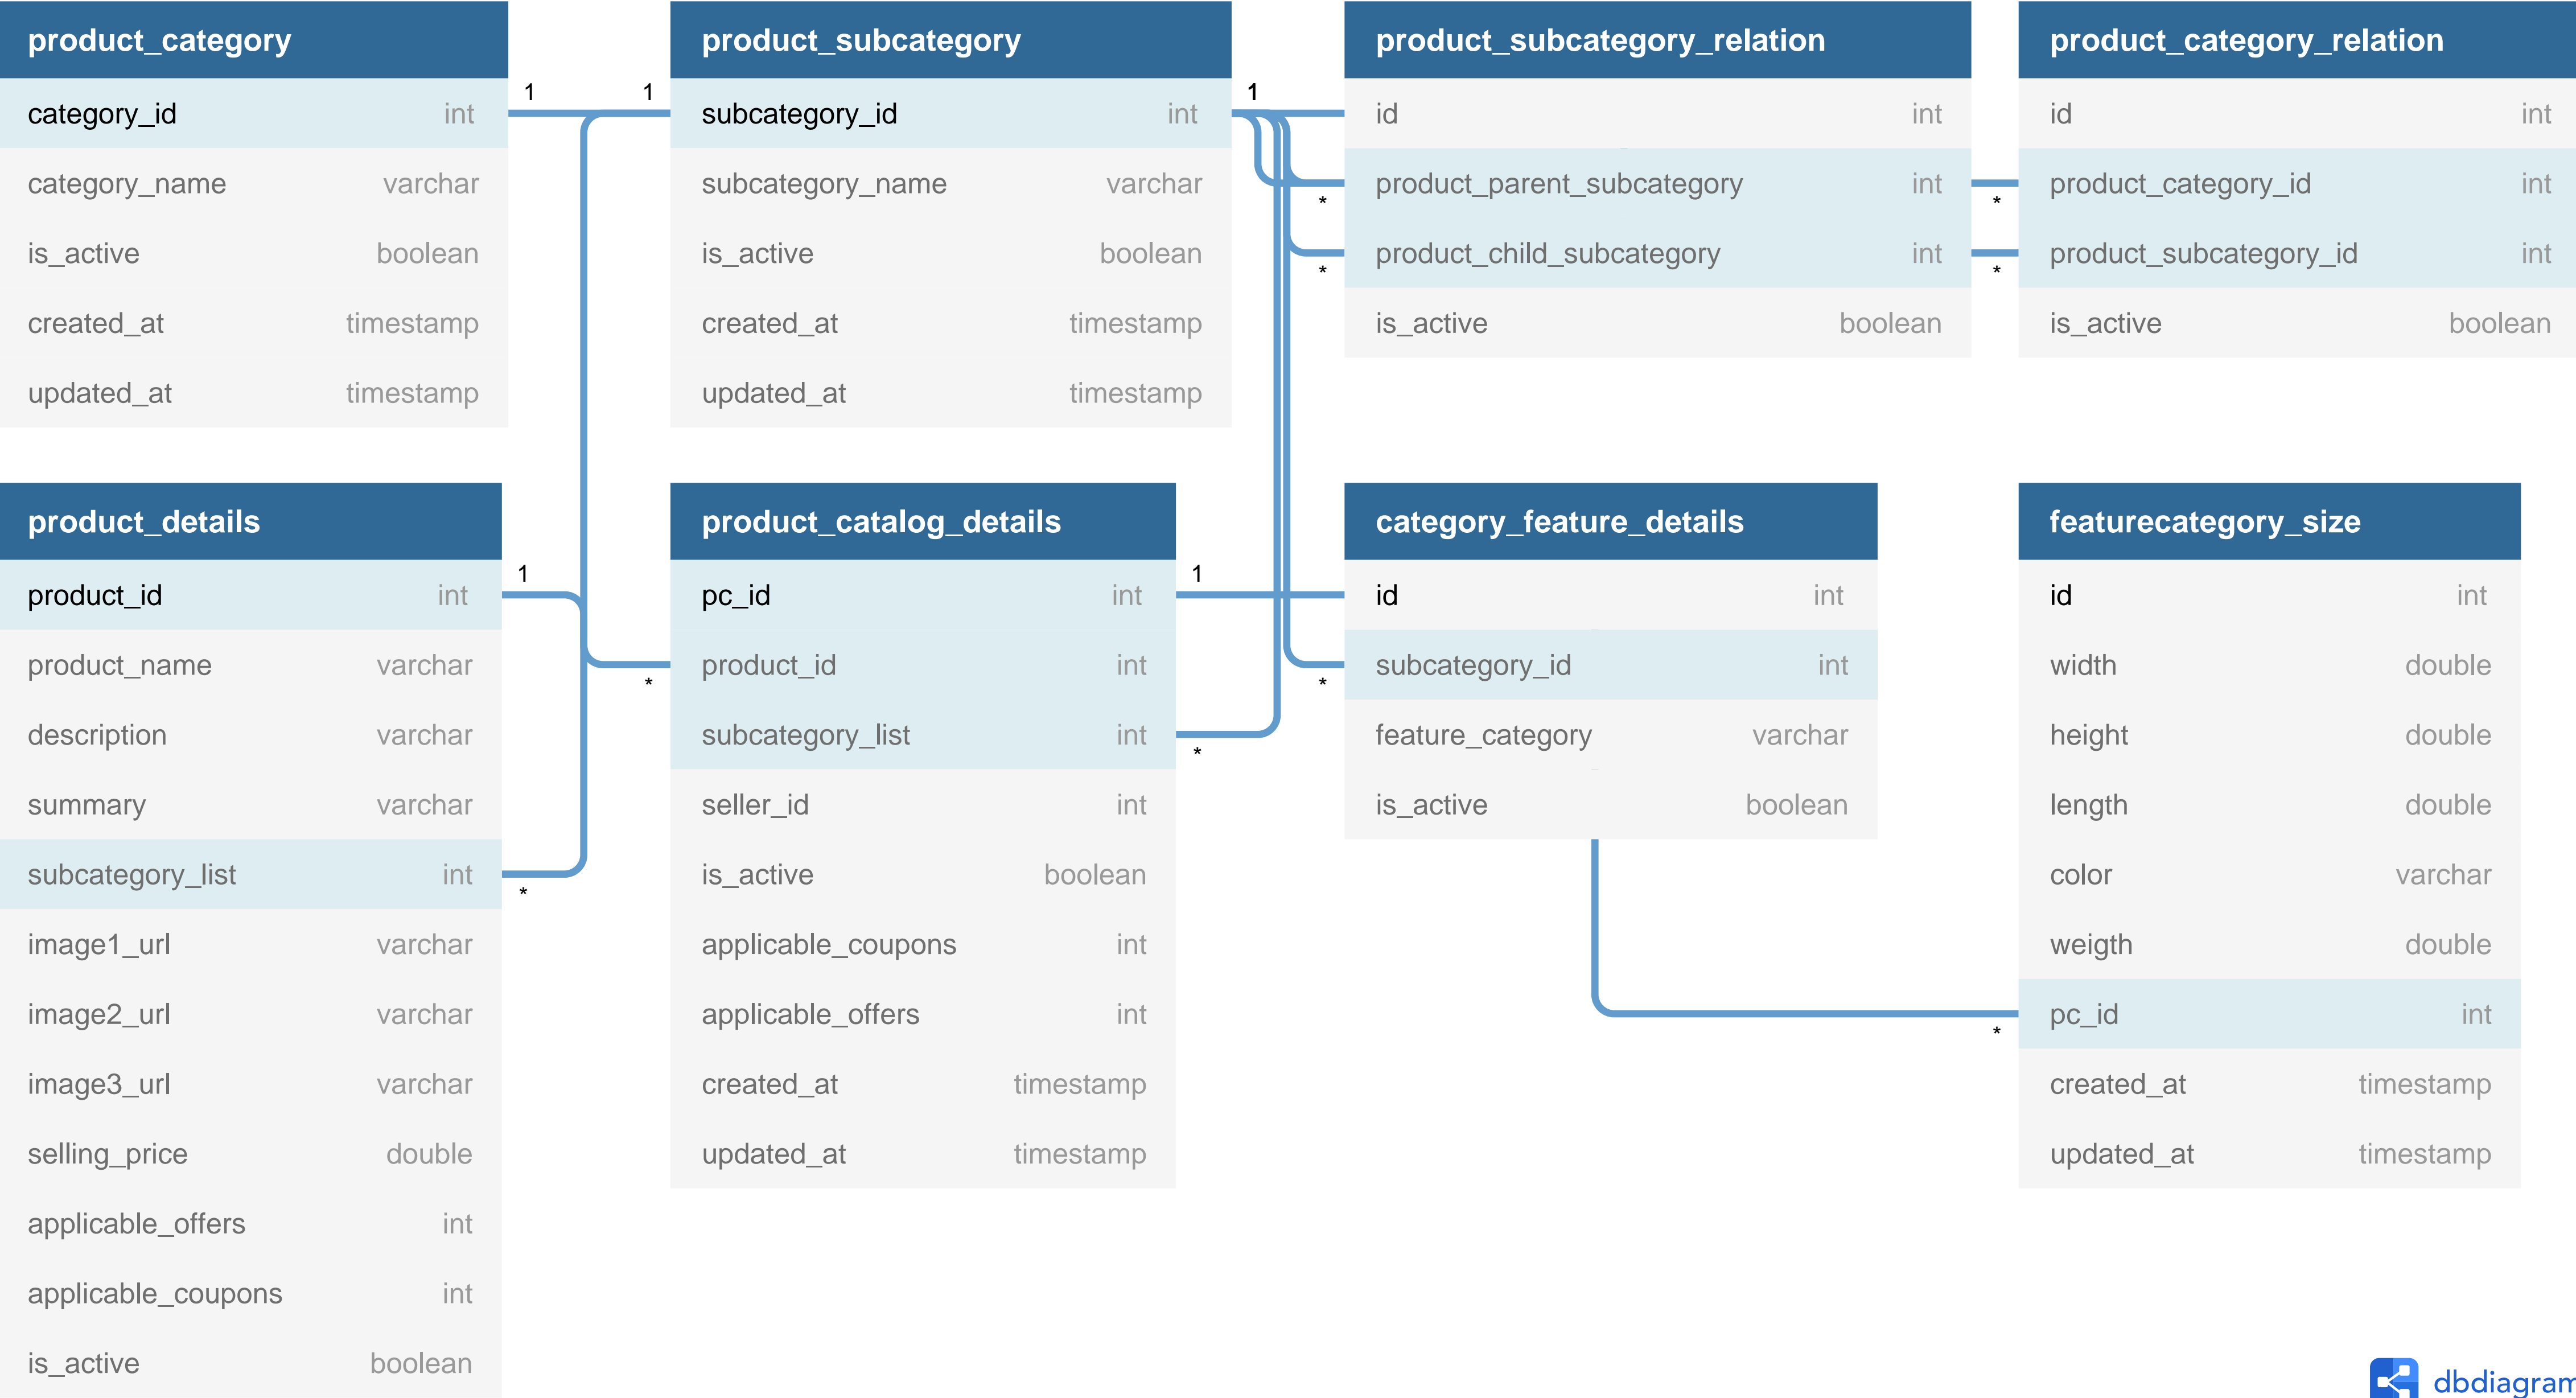 product_category
category_id int
category_name varchar
is_active boolean
created_at timestamp
updated_at timestamp
1
1
product_subcategory
subcategory_id int
subcategory_name varchar
is_active boolean
created_at timestamp
updated_at timestamp
1
*
*
product_subcategory_relation
id int
product_parent_subcategory int
product_child_subcategory int
is_active boolean
*
*
product_category_relation
id int
product_category_id int
product_subcategory_id int
is_active boolean
product_details
product_id int
product_name varchar
description varchar
summary varchar
subcategory_list int
image1_url varchar
image2_url varchar
image3_url varchar
selling_price double
applicable_offers int
applicable_coupons int
is_active boolean
1
*
*
product_catalog_details
pc_id int
product_id int
subcategory_list int
seller_id int
is_active boolean
applicable_coupons int
applicable_offers int
created_at timestamp
updated_at timestamp
1
*
*
category_feature_details
id int
subcategory_id int
feature_category varchar
is_active boolean
*
featurecategory_size
id int
width double
height double
length double
color varchar
weigth double
pc_id int
created_at timestamp
updated_at timestamp
dbdiagram